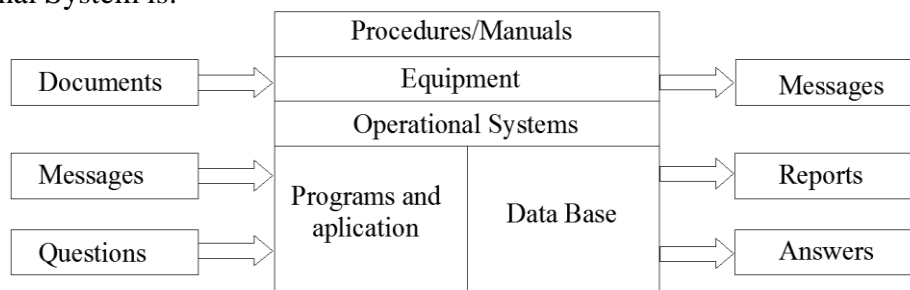 nal System is:
Procedures/Manuals
Documents
Equipment
Messages
Operational Systems
Messages
Programs and
aplication
Data Base
Reports
Questions
Answers